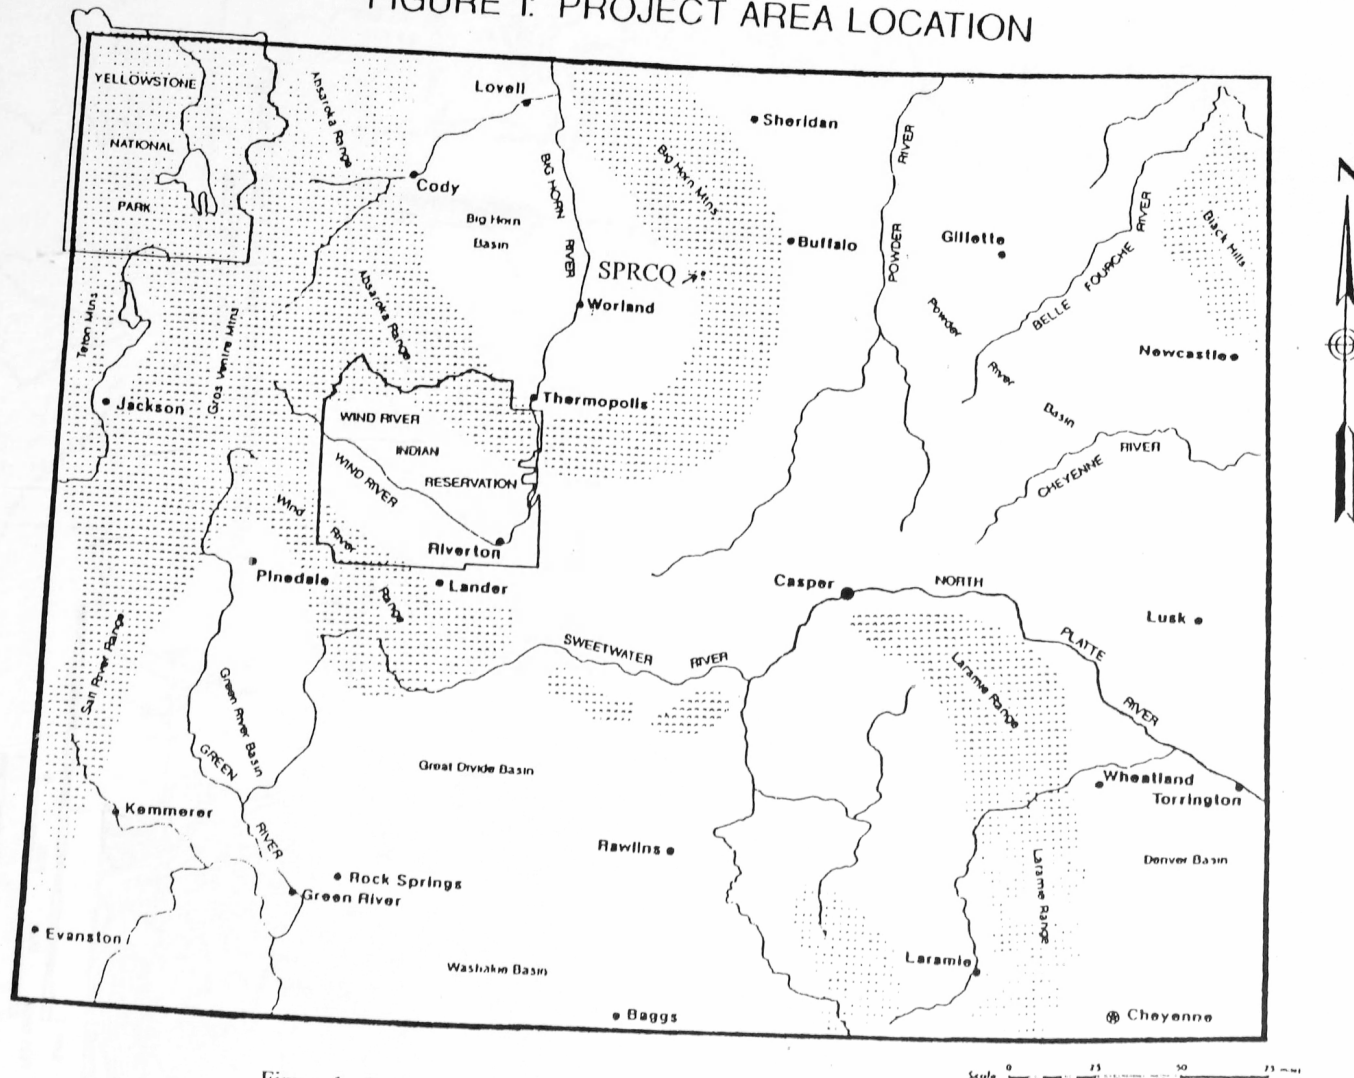 FIGURE 1: PROJECT AREA LOCATION
YELLOWSTONE
NATIONAL
PARK
Absaroka Range
Lovell
Sheridan
Big Horn Mtns
BIG HORN
RIVER
Cody
Big Horn
Basin
SPRCQ
Buffalo
POWDER
RIVER
Gillette
BELLE FOURCHE
RIVER
Black Hills
N
Worland
Absaroka Range
Teton Mtns
Gros Ventre Mtns
Jackson
Powder
River
Basin
Newcastle
Thermopolis
WIND RIVER
INDIAN
RESERVATION
WIND RIVER
CHEYENNE
RIVER
Wind
River
Range
Riverton
Pinedale
Lander
Casper
NORTH
PLATTE
RIVER
Lusk
SWEETWATER
RIVER
Laramie Range
Green River Basin
GREEN
RIVER
Great Divide Basin
Kemmerer
Wheatland
Torrington
Rawlins
Laramie Range
Denver Basin
Rock Springs
Green River
Evanston
Washakie Basin
Laramie
Baggs
Cheyenne
Scale 0 25 50 75